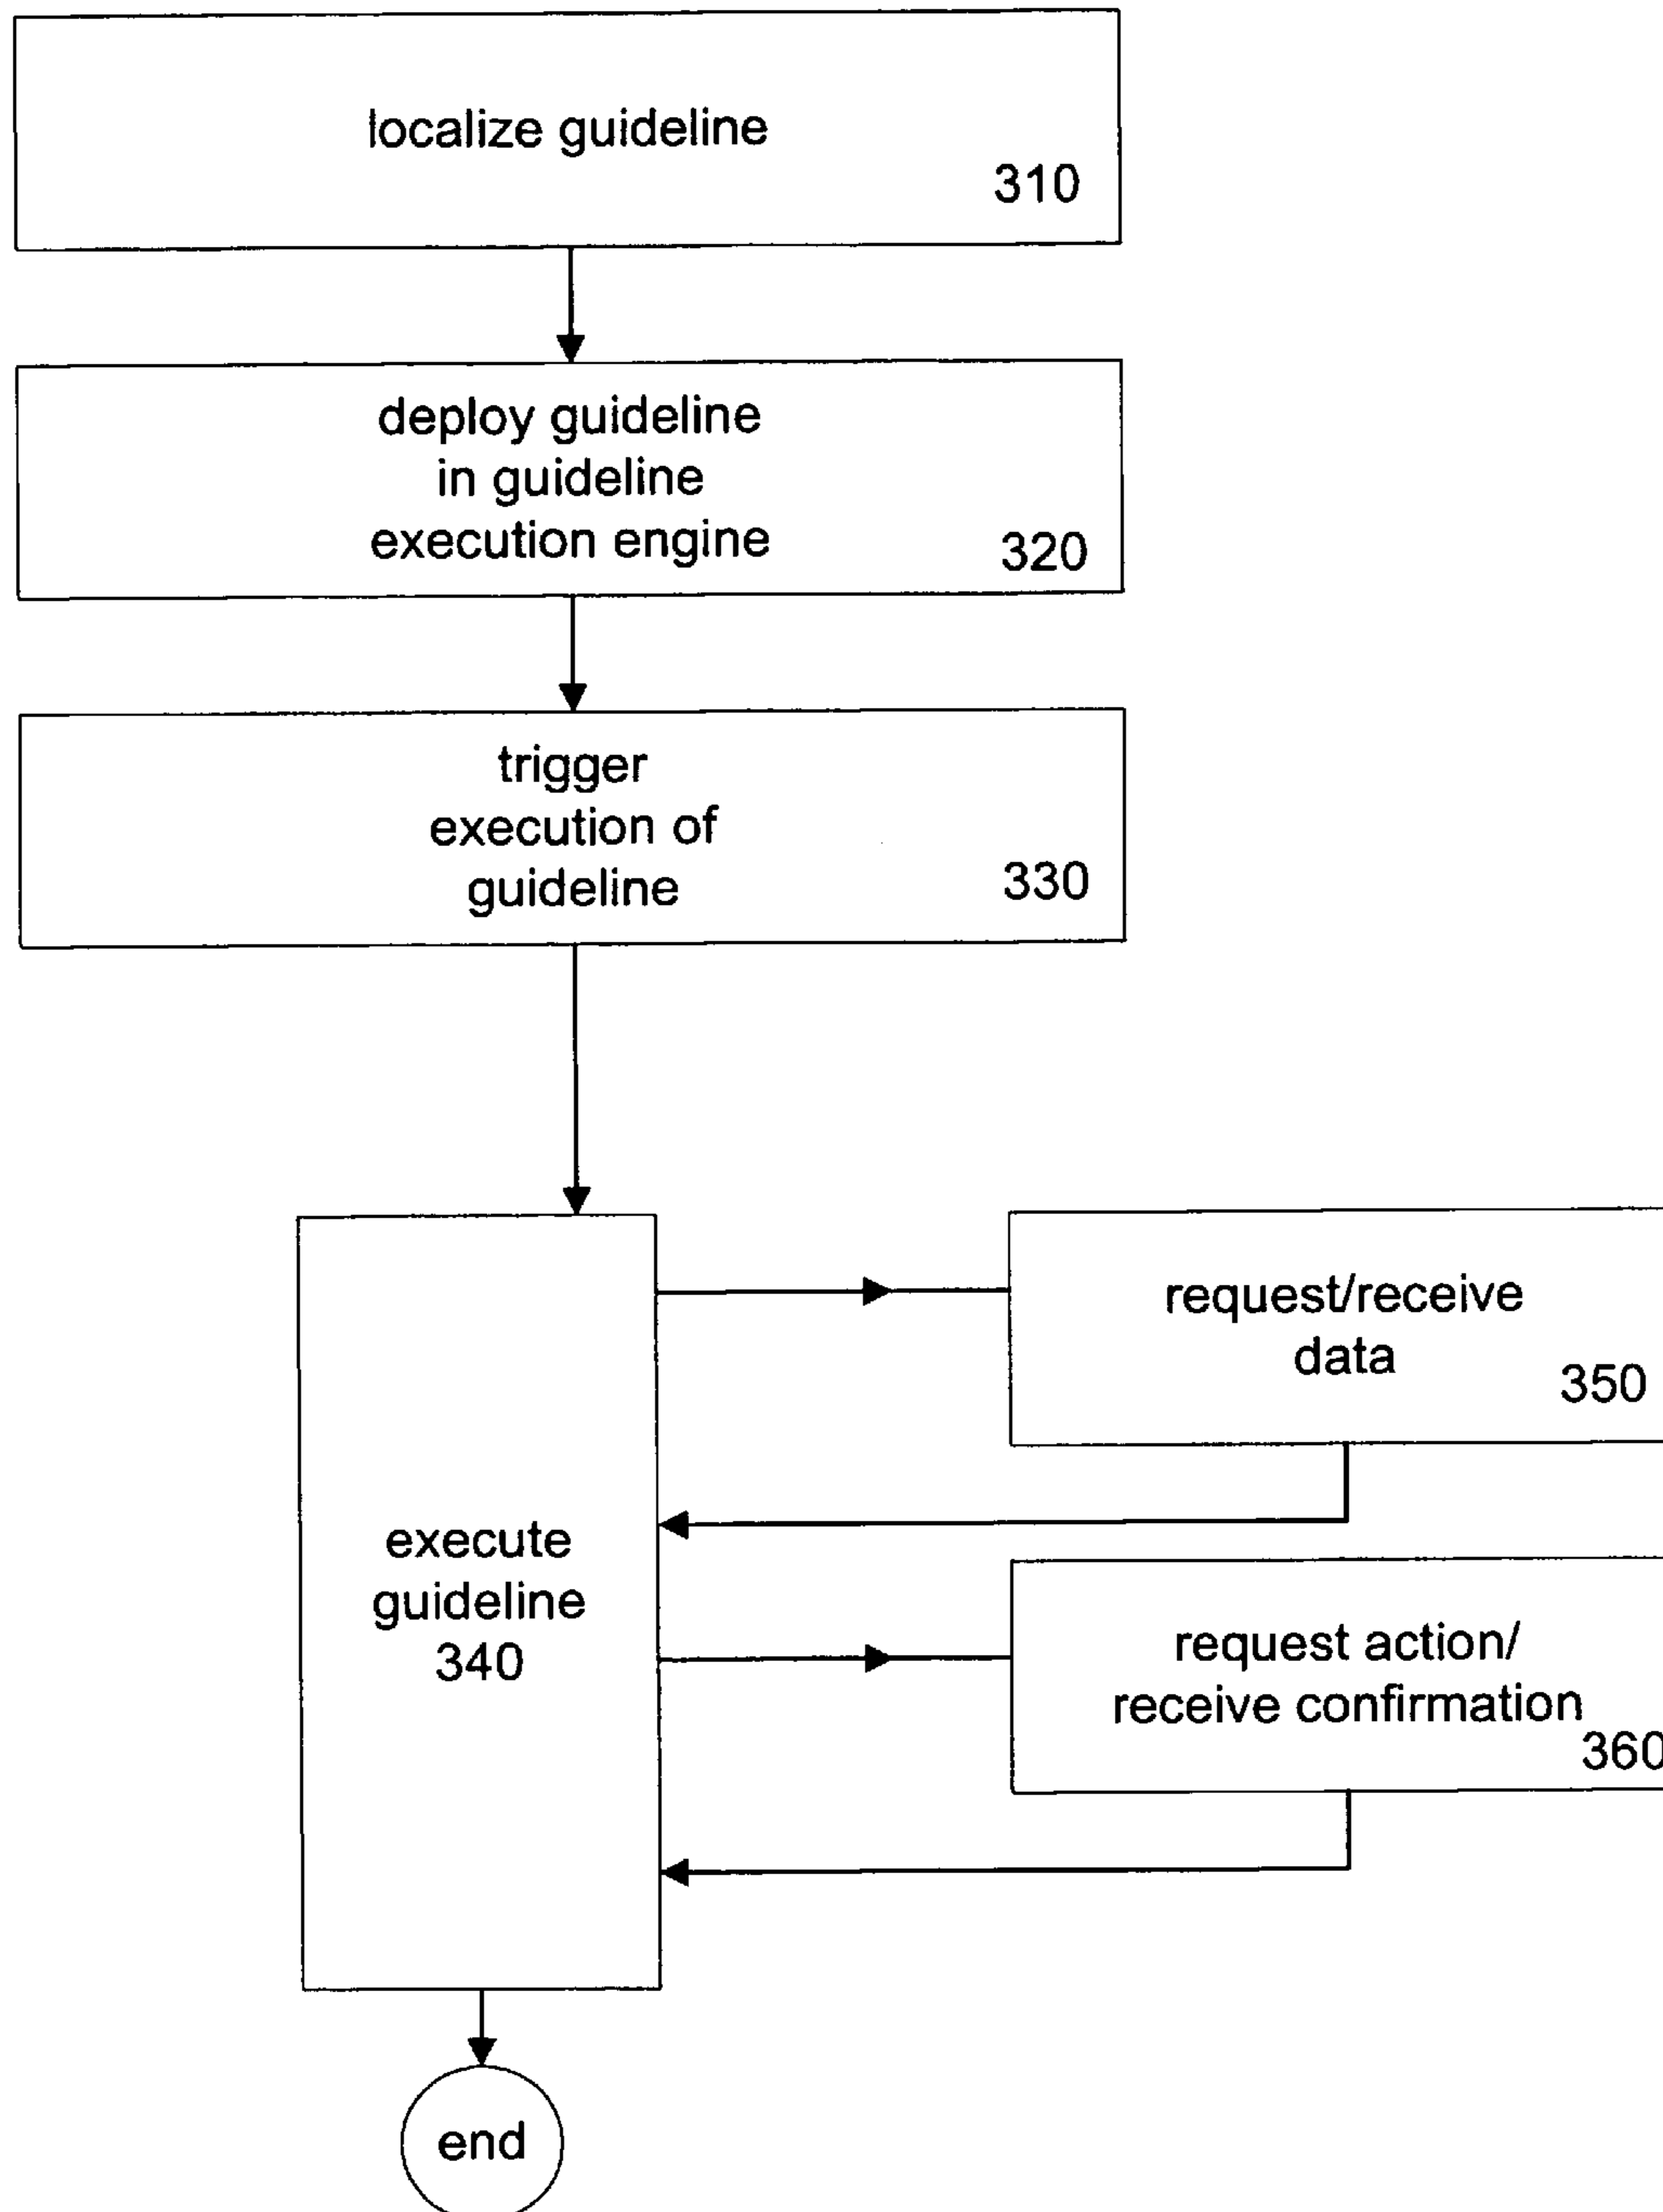 localize guideline
310
deploy guideline
in guideline
execution engine
320
trigger
execution of
guideline
330
request/receive
data
350
execute
guideline
340
request action/
receive confirmation
360
end